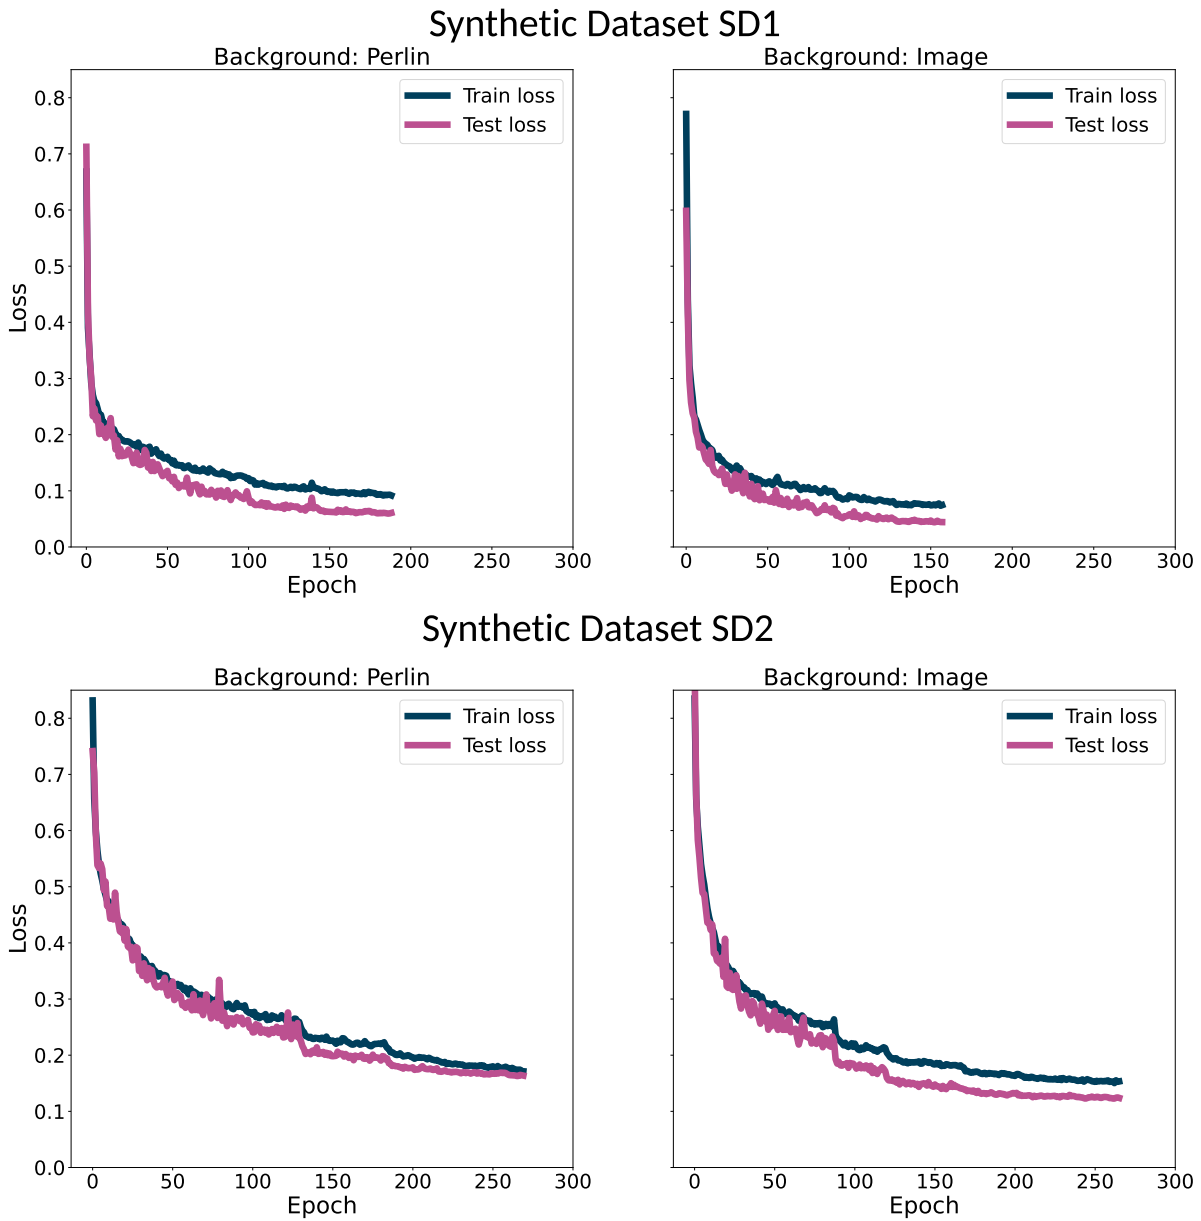 Synthetic Dataset SD1
Background: Perlin
Background: Image
Train loss
Test loss
Train loss
Test loss
0.8
0.7
0.6
0.5
0.4
0.3
0.2
0.1
0.0
Loss
0 50 100 150 200 250 300
0 50 100 150 200 250 300
Epoch
Epoch
Synthetic Dataset SD2
Background: Perlin
Background: Image
Train loss
Test loss
Train loss
Test loss
0.8
0.7
0.6
0.5
0.4
0.3
0.2
0.1
0.0
Loss
0 50 100 150 200 250 300
0 50 100 150 200 250 300
Epoch
Epoch